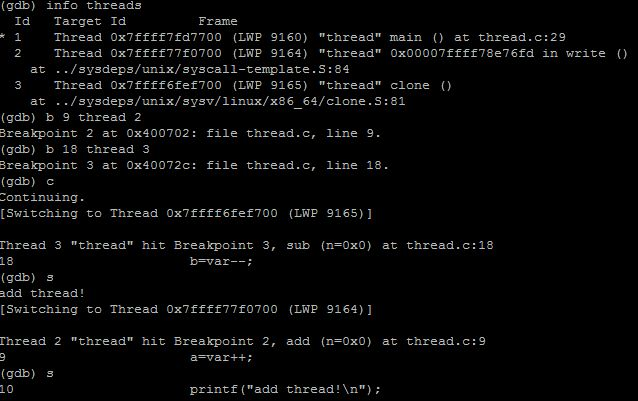 (gdb) info threads
  Id   Target Id         Frame
* 1    Thread 0x7ffff7fd7700 (LWP 9160) "thread" main () at thread.c:29
  2    Thread 0x7ffff77f0700 (LWP 9164) "thread" 0x00007ffff78e76fd in write ()
    at ../sysdeps/unix/syscall-template.S:84
  3    Thread 0x7ffff6fef700 (LWP 9165) "thread" clone ()
    at ../sysdeps/unix/sysv/linux/x86_64/clone.S:81
(gdb) b 9 thread 2
Breakpoint 2 at 0x400702: file thread.c, line 9.
(gdb) b 18 thread 3
Breakpoint 3 at 0x40072c: file thread.c, line 18.
(gdb) c
Continuing.
[Switching to Thread 0x7ffff6fef700 (LWP 9165)]
Thread 3 "thread" hit Breakpoint 3, sub (n=0x0) at thread.c:18
18                      b=var--;
(gdb) s
add thread!
[Switching to Thread 0x7ffff77f0700 (LWP 9164)]
Thread 2 "thread" hit Breakpoint 2, add (n=0x0) at thread.c:9
9                       a=var++;
(gdb) s
10                      printf("add thread!\n");